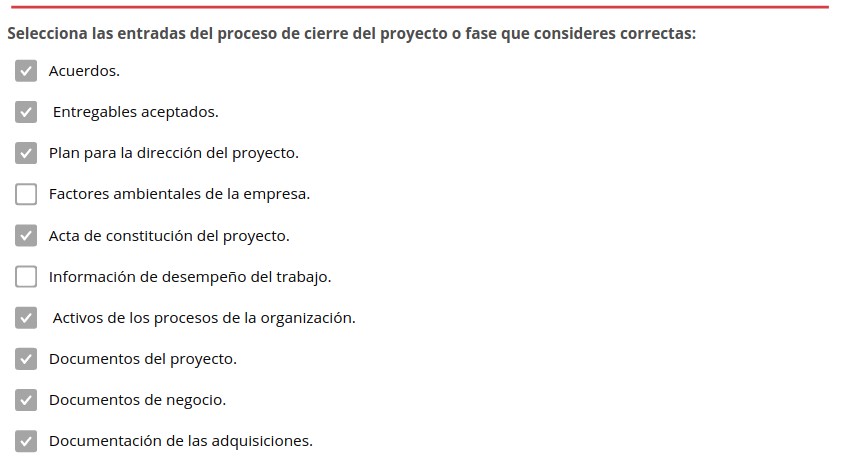 Selecciona las entradas del proceso de cierre del proyecto o fase que consideres correctas:
Acuerdos.
Entregables aceptados.
Plan para la dirección del proyecto.
Factores ambientales de la empresa.
Acta de constitución del proyecto.
Información de desempeño del trabajo.
Activos de los procesos de la organización.
Documentos del proyecto.
Documentos de negocio.
Documentación de las adquisiciones.